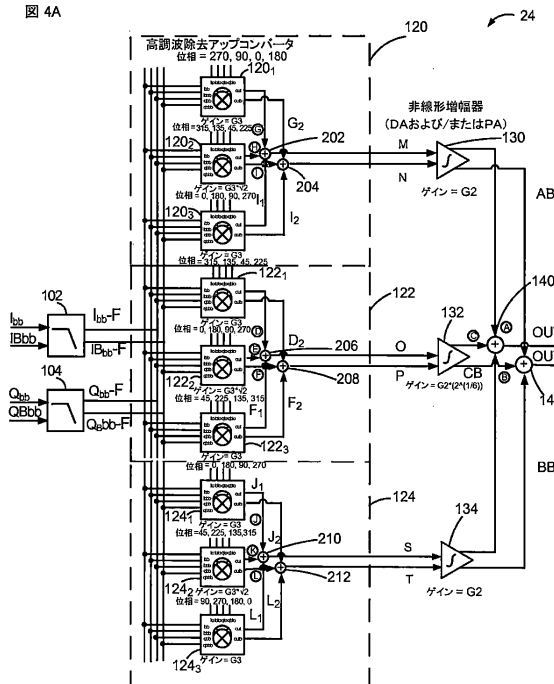 図 4A
24
高調波除去アップコンバータ
位相 = 270, 90, 0, 180
120
120₁
ゲイン = G3
位相 = 315, 135, 45, 225
G₂
G
202
M
非線形増幅器
(DAおよび/またはPA)
130
120₂
H
I
204
N
ゲイン = G3*√2
位相 = 0, 180, 90, 270
I₁
I₂
ゲイン = G2
AB
120₃
ゲイン = G3
位相 = 315, 135, 45, 225
122₁
122
102
I_bb
IBbb
I_bb-F
IB_bb-F
ゲイン = G3
位相 = 0, 180, 90, 270
D
D₂
206
O
132
C
A
140
OUT
E
F
208
P
CB
B
OUT
14
122₂
ゲイン = G3*√2
位相 = 45, 225, 135, 315
ゲイン = G2*(2^(1/6))
104
Q_bb
QBbb
Q_bb-F
Q_Bbb-F
F₁
F₂
122₃
BB
ゲイン = G3
位相 = 0, 180, 90, 270
J₁
124
124₁
ゲイン = G3
位相 =45, 225, 135,315
J
J₂
210
S
134
K
L
212
T
124₂
ゲイン = G3*√2
位相 = 90, 270, 180, 0
L₁
L₂
ゲイン = G2
124₃
ゲイン = G3